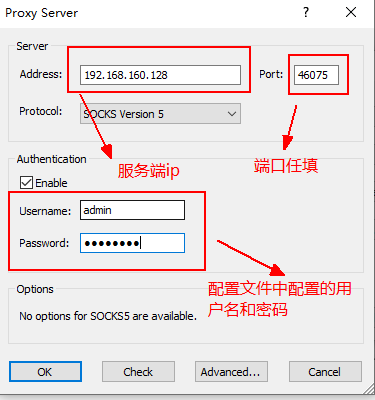 Proxy Server
?
Server
Address:
192.168.160.128
Port:
46075
Protocol:
SOCKS Version 5
服务端ip
端口任填
Authentication
Enable
Username:
admin
Password:
●●●●●●●●
配置文件中配置的用
户名和密码
Options
No options for SOCKS5 are available.
OK
Check
Advanced...
Cancel